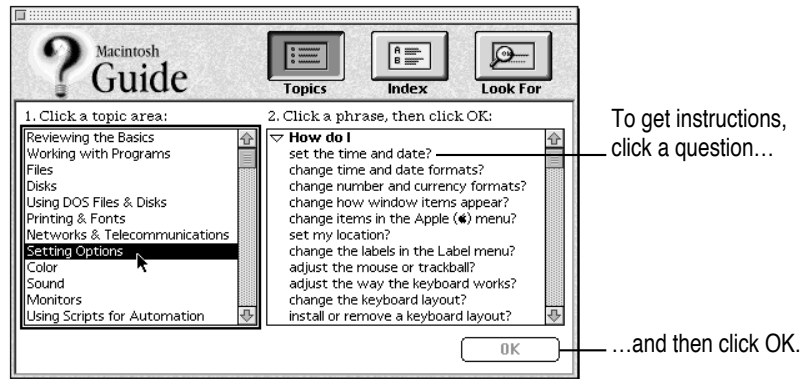 Macintosh
Guide
Topics
Index
Look For
1. Click a topic area:
Reviewing the Basics
Working with Programs
Files
Disks
Using DOS Files & Disks
Printing & Fonts
Networks & Telecommunications
Setting Options
Color
Sound
Monitors
Using Scripts for Automation
2. Click a phrase, then click OK:
How do I
set the time and date?
change time and date formats?
change number and currency formats?
change how window items appear?
change items in the Apple () menu?
set my location?
change the labels in the Label menu?
adjust the mouse or trackball?
adjust the way the keyboard works?
change the keyboard layout?
install or remove a keyboard layout?
OK
To get instructions,
click a question…
…and then click OK.